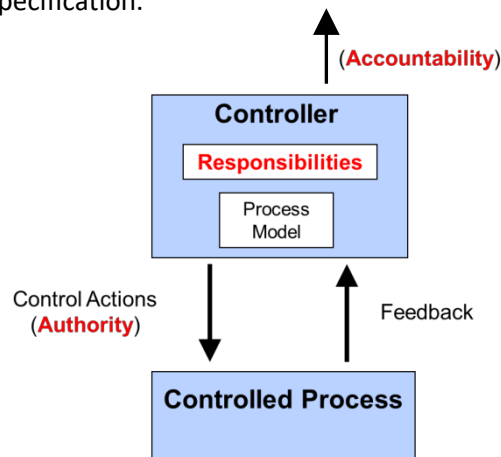 pecification.
(Accountability)
Controller
Responsibilities
Process
Model
Control Actions
(Authority)
Feedback
Controlled Process